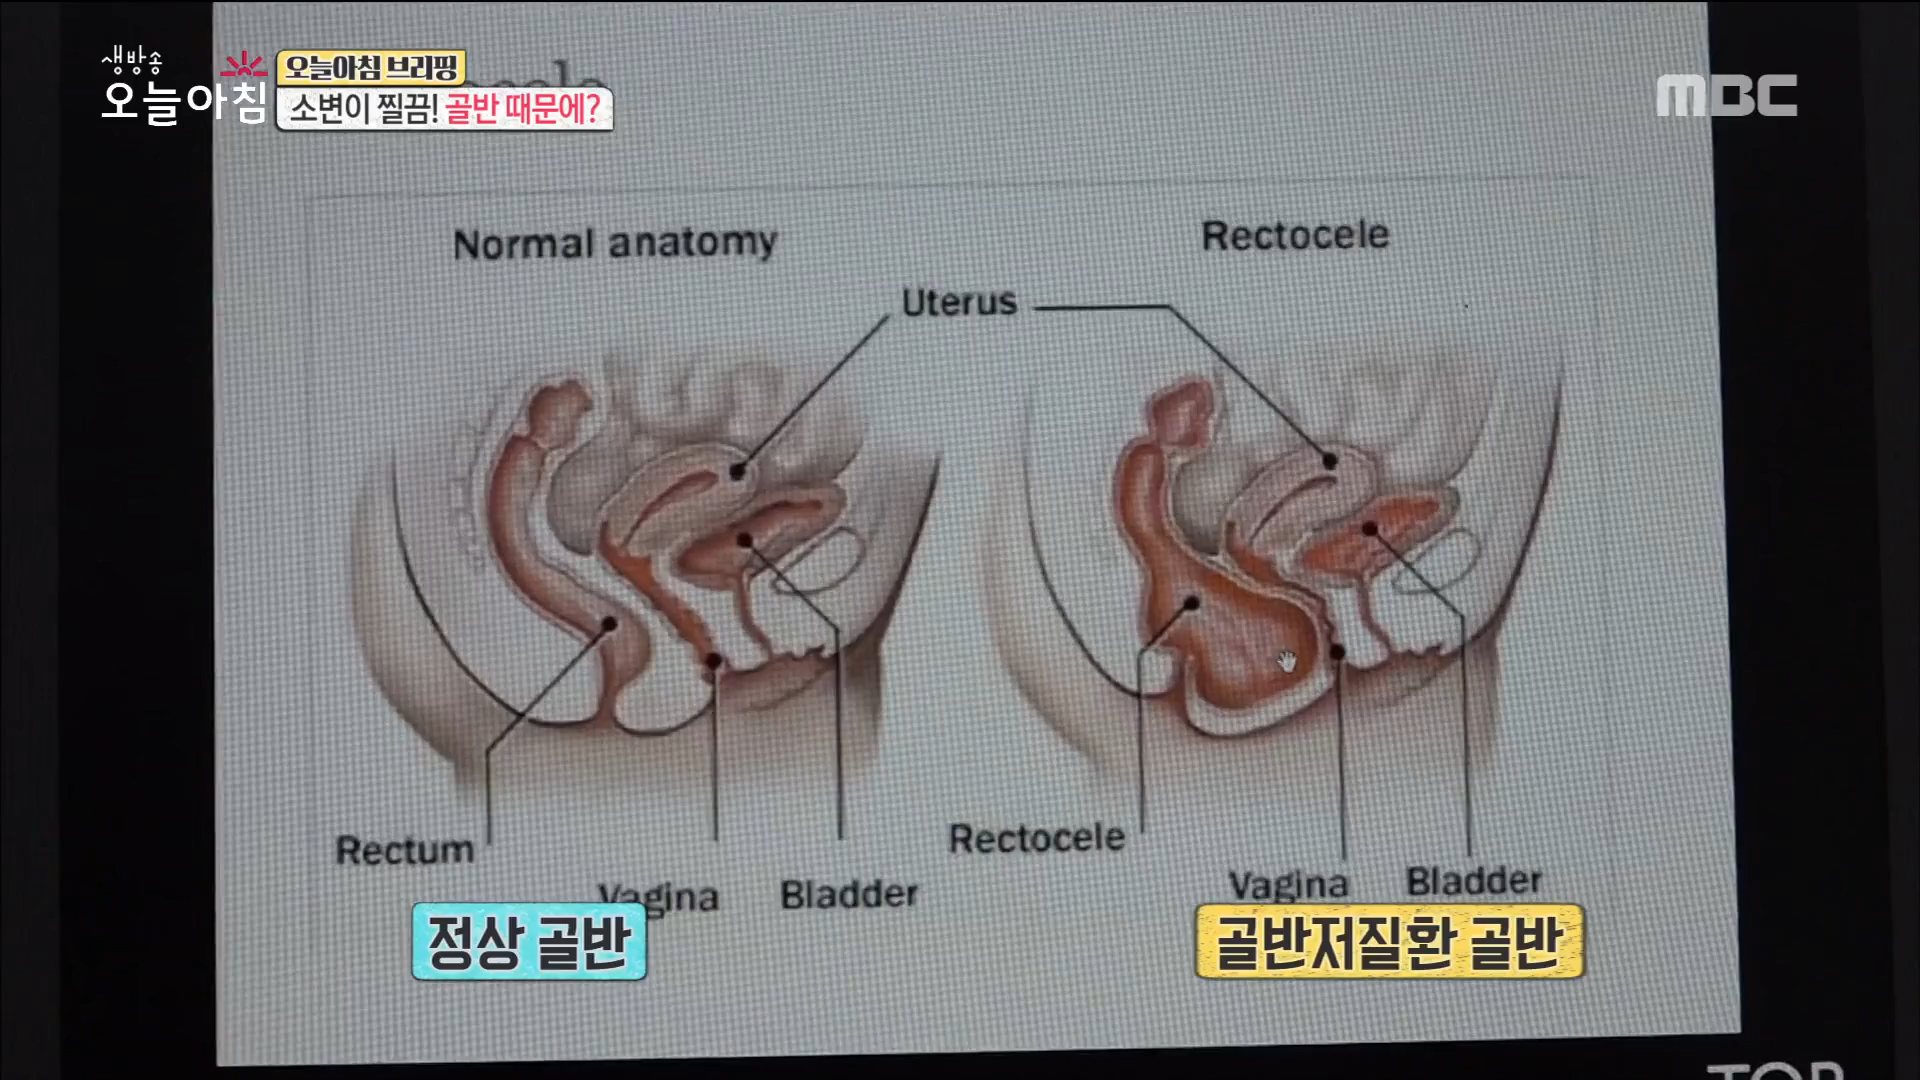 생방송
오늘아침
오늘아침 브리핑
소변이 찔끔! 골반 때문에?
MBC
Normal anatomy
Rectocele
Uterus
Rectum
Vagina
Bladder
Rectocele
Vagina
Bladder
정상 골반
골반저질환 골반